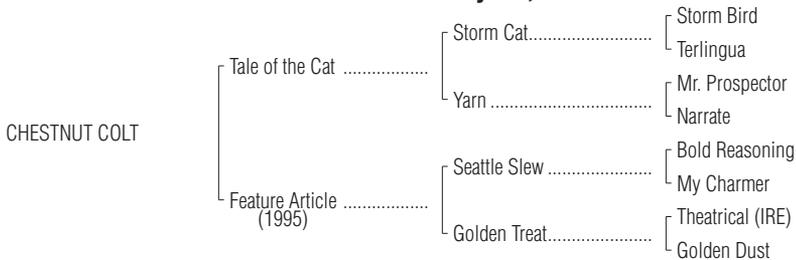 Storm Bird
Storm Cat..............................
Terlingua
Tale of the Cat ..................
Mr. Prospector
Yarn .......................................
Narrate
CHESTNUT COLT
Bold Reasoning
Seattle Slew .........................
My Charmer
Feature Article ..................
(1995)
Theatrical (IRE)
Golden Treat.........................
Golden Dust